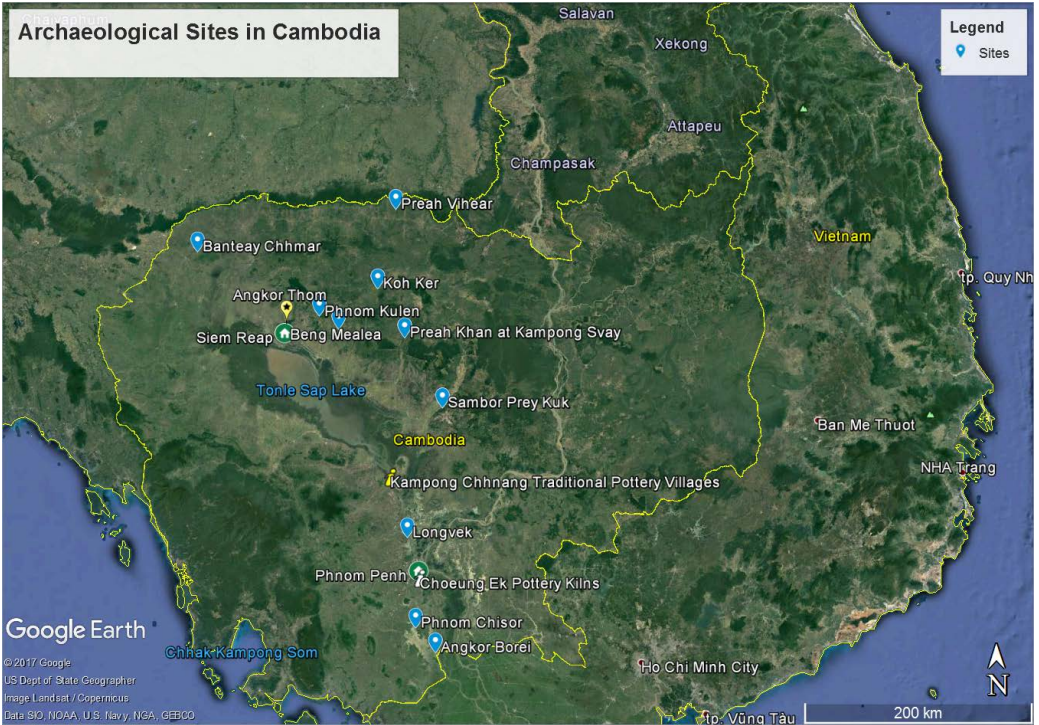 Archaeological Sites in Cambodia
Legend
Sites
Salavan
Xekong
Attapeu
Champasak
Preah Vihear
Vietnam
Banteay Chhmar
tp. Quy Nh
Koh Ker
Angkor Thom
Phnom Kulen
Preah Khan at Kampong Svay
Siem Reap
Beng Mealea
Tonle Sap Lake
Sambor Prey Kuk
Ban Me Thuot
Cambodia
NHA Trang
Kampong Chhnang Traditional Pottery Villages
Longvek
Phnom Penh
Choeung Ek Pottery Kilns
Phnom Chisor
Angkor Borei
Google Earth
Chhak Kampong Som
Ho Chi Minh City
© 2017 Google
US Dept of State Geographer
Image Landsat / Copernicus
Data SIO, NOAA, U.S. Navy, NGA, GEBCO
N
200 km
tp. Vũng Tàu